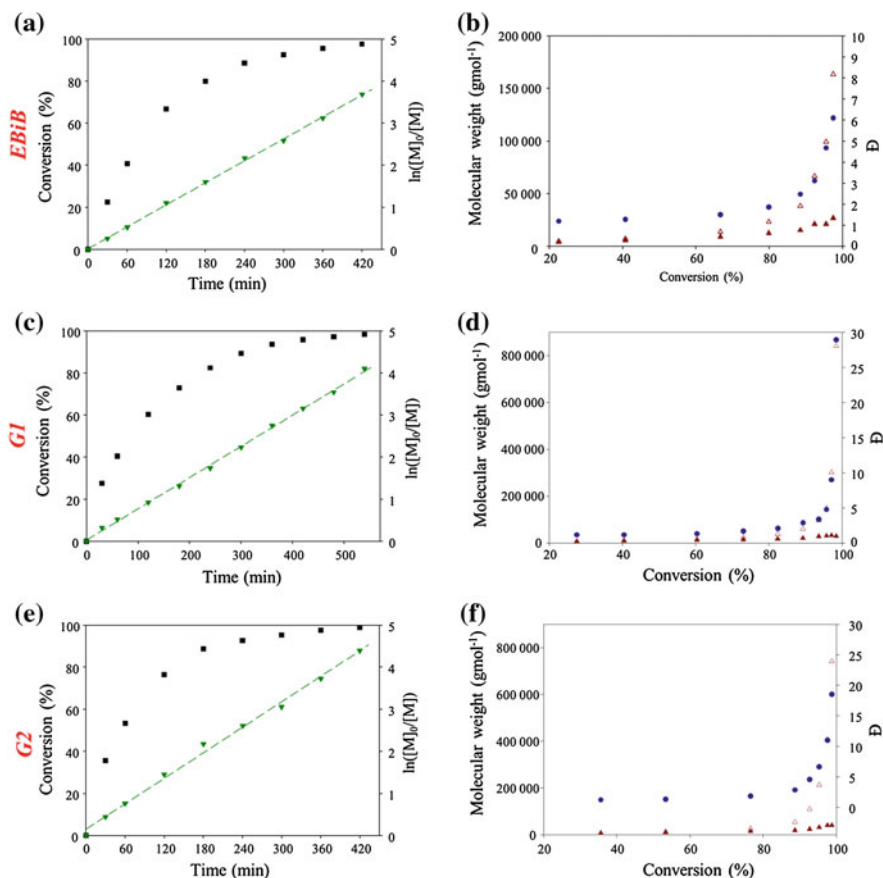 (a)
EBiB
Conversion (%)
100
80
60
40
20
0
5
4
3
2
1
0
ln([M]0/[M])
0 60 120 180 240 300 360 420
Time (min)
(b)
Molecular weight (gmol-1)
200 000
150 000
100 000
50 000
0
10
9
8
7
6
5
4
3
2
1
0
Đ
20 30 40 50 60 70 80 90 100
Conversion (%)
(c)
G1
Conversion (%)
100
80
60
40
20
0
5
4
3
2
1
0
ln([M]0/[M])
0 100 200 300 400 500
Time (min)
(d)
Molecular weight (gmol-1)
800 000
600 000
400 000
200 000
0
30
25
20
15
10
5
0
Đ
20 40 60 80 100
Conversion (%)
(e)
G2
Conversion (%)
100
80
60
40
20
0
5
4
3
2
1
0
ln([M]0/[M])
0 60 120 180 240 300 360 420
Time (min)
(f)
Molecular weight (gmol-1)
800 000
600 000
400 000
200 000
0
30
25
20
15
10
5
0
Đ
20 40 60 80 100
Conversion (%)